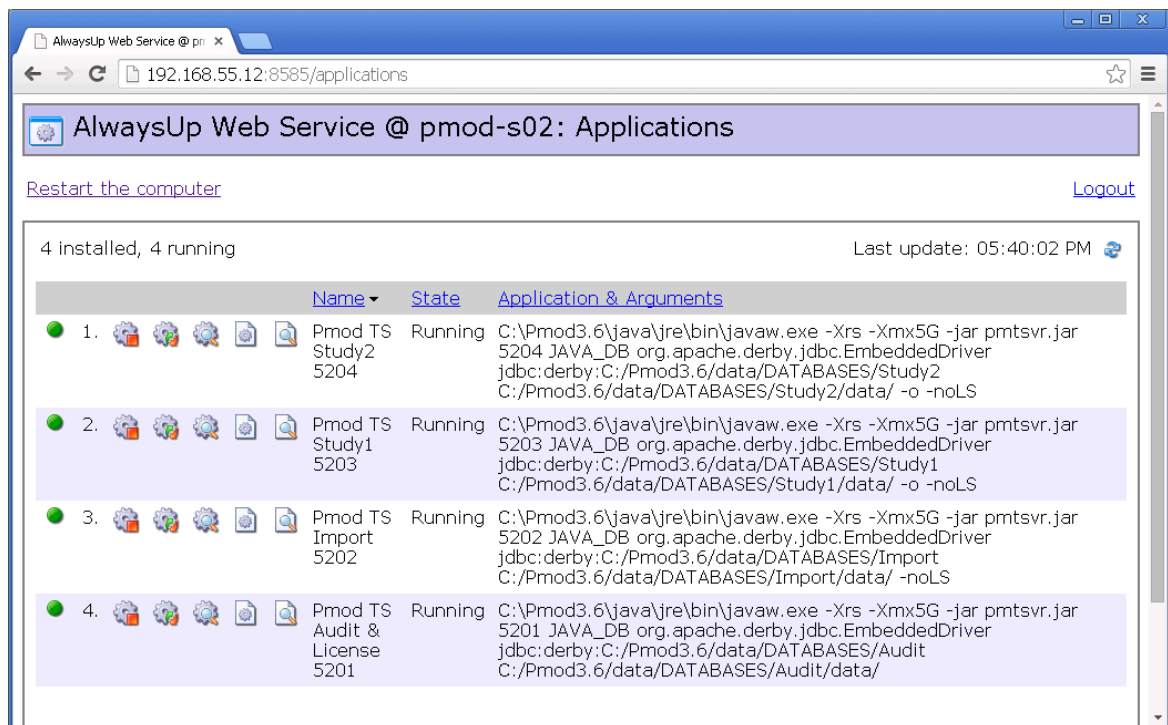 AlwaysUp Web Service @ pm
192.168.55.12:8585/applications
AlwaysUp Web Service @ pmod-s02: Applications
Restart the computer
Logout
4 installed, 4 running
Last update: 05:40:02 PM
Name State Application & Arguments
1. Pmod TS Running C:\Pmod3.6\java\jre\bin\javaw.exe -Xrs -Xmx5G -jar pmtsvr.jar
Study2 5204 JAVA_DB org.apache.derby.jdbc.EmbeddedDriver
5204 jdbc:derby:C:/Pmod3.6/data/DATABASES/Study2
C:/Pmod3.6/data/DATABASES/Study2/data/ -o -noLS
2. Pmod TS Running C:\Pmod3.6\java\jre\bin\javaw.exe -Xrs -Xmx5G -jar pmtsvr.jar
Study1 5203 JAVA_DB org.apache.derby.jdbc.EmbeddedDriver
5203 jdbc:derby:C:/Pmod3.6/data/DATABASES/Study1
C:/Pmod3.6/data/DATABASES/Study1/data/ -o -noLS
3. Pmod TS Running C:\Pmod3.6\java\jre\bin\javaw.exe -Xrs -Xmx5G -jar pmtsvr.jar
Import 5202 JAVA_DB org.apache.derby.jdbc.EmbeddedDriver
5202 jdbc:derby:C:/Pmod3.6/data/DATABASES/Import
C:/Pmod3.6/data/DATABASES/Import/data/ -noLS
4. Pmod TS Running C:\Pmod3.6\java\jre\bin\javaw.exe -Xrs -Xmx5G -jar pmtsvr.jar
Audit & 5201 JAVA_DB org.apache.derby.jdbc.EmbeddedDriver
License jdbc:derby:C:/Pmod3.6/data/DATABASES/Audit
5201 C:/Pmod3.6/data/DATABASES/Audit/data/